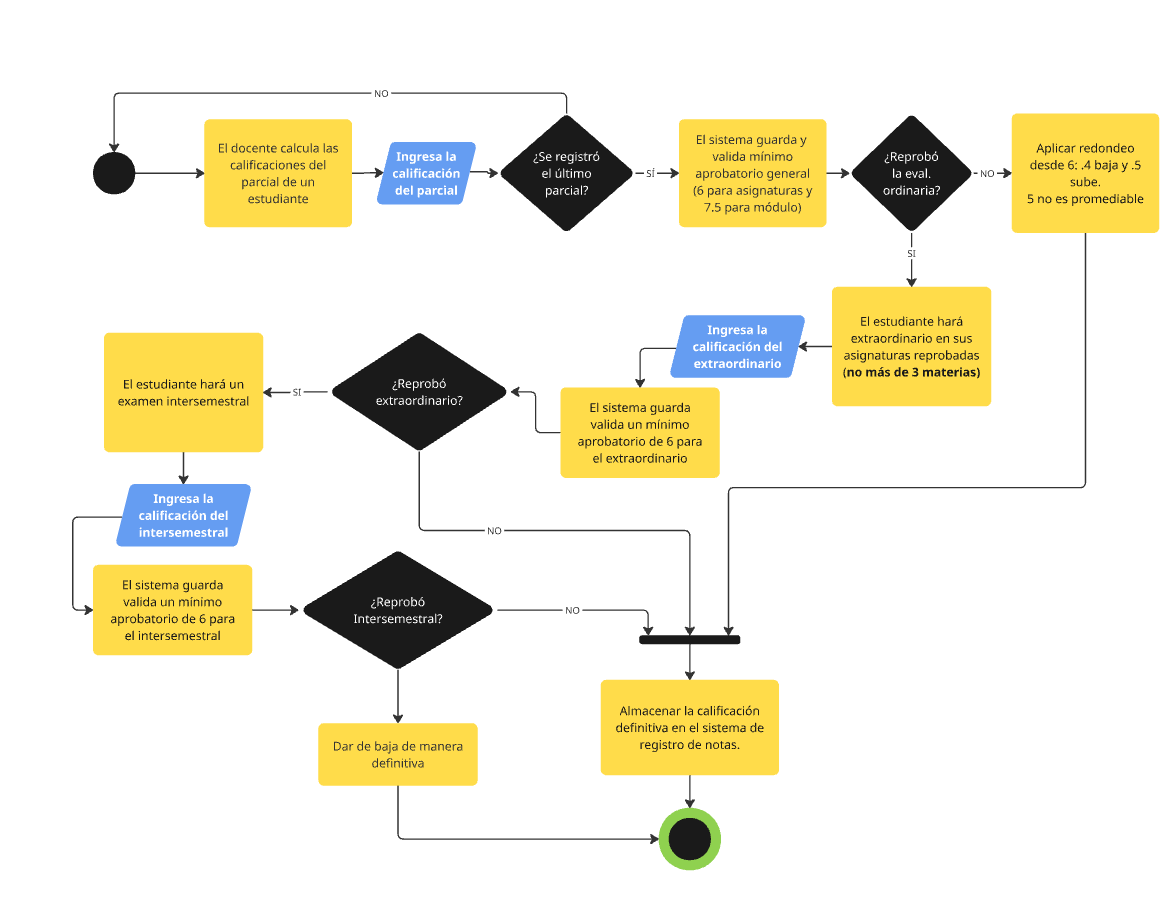 NO
El docente calcula las
calificaciones del
parcial de un
estudiante
Ingresa la
calificación
del parcial
¿Se registró
el último
parcial?
SÍ
El sistema guarda y
valida mínimo
aprobatorio general
(6 para asignaturas y
7.5 para módulo)
¿Reprobó
la eval.
ordinaria?
NO
Aplicar redondeo
desde 6: .4 baja y .5
sube.
5 no es promediable
SI
El estudiante hará
extraordinario en sus
asignaturas reprobadas
(no más de 3 materias)
Ingresa la
calificación del
extraordinario
El sistema guarda
valida un mínimo
aprobatorio de 6 para
el extraordinario
¿Reprobó
extraordinario?
SI
El estudiante hará un
examen intersemestral
Ingresa la
calificación del
intersemestral
NO
El sistema guarda
valida un mínimo
aprobatorio de 6 para
el intersemestral
¿Reprobó
Intersemestral?
NO
Dar de baja de manera
definitiva
Almacenar la calificación
definitiva en el sistema de
registro de notas.